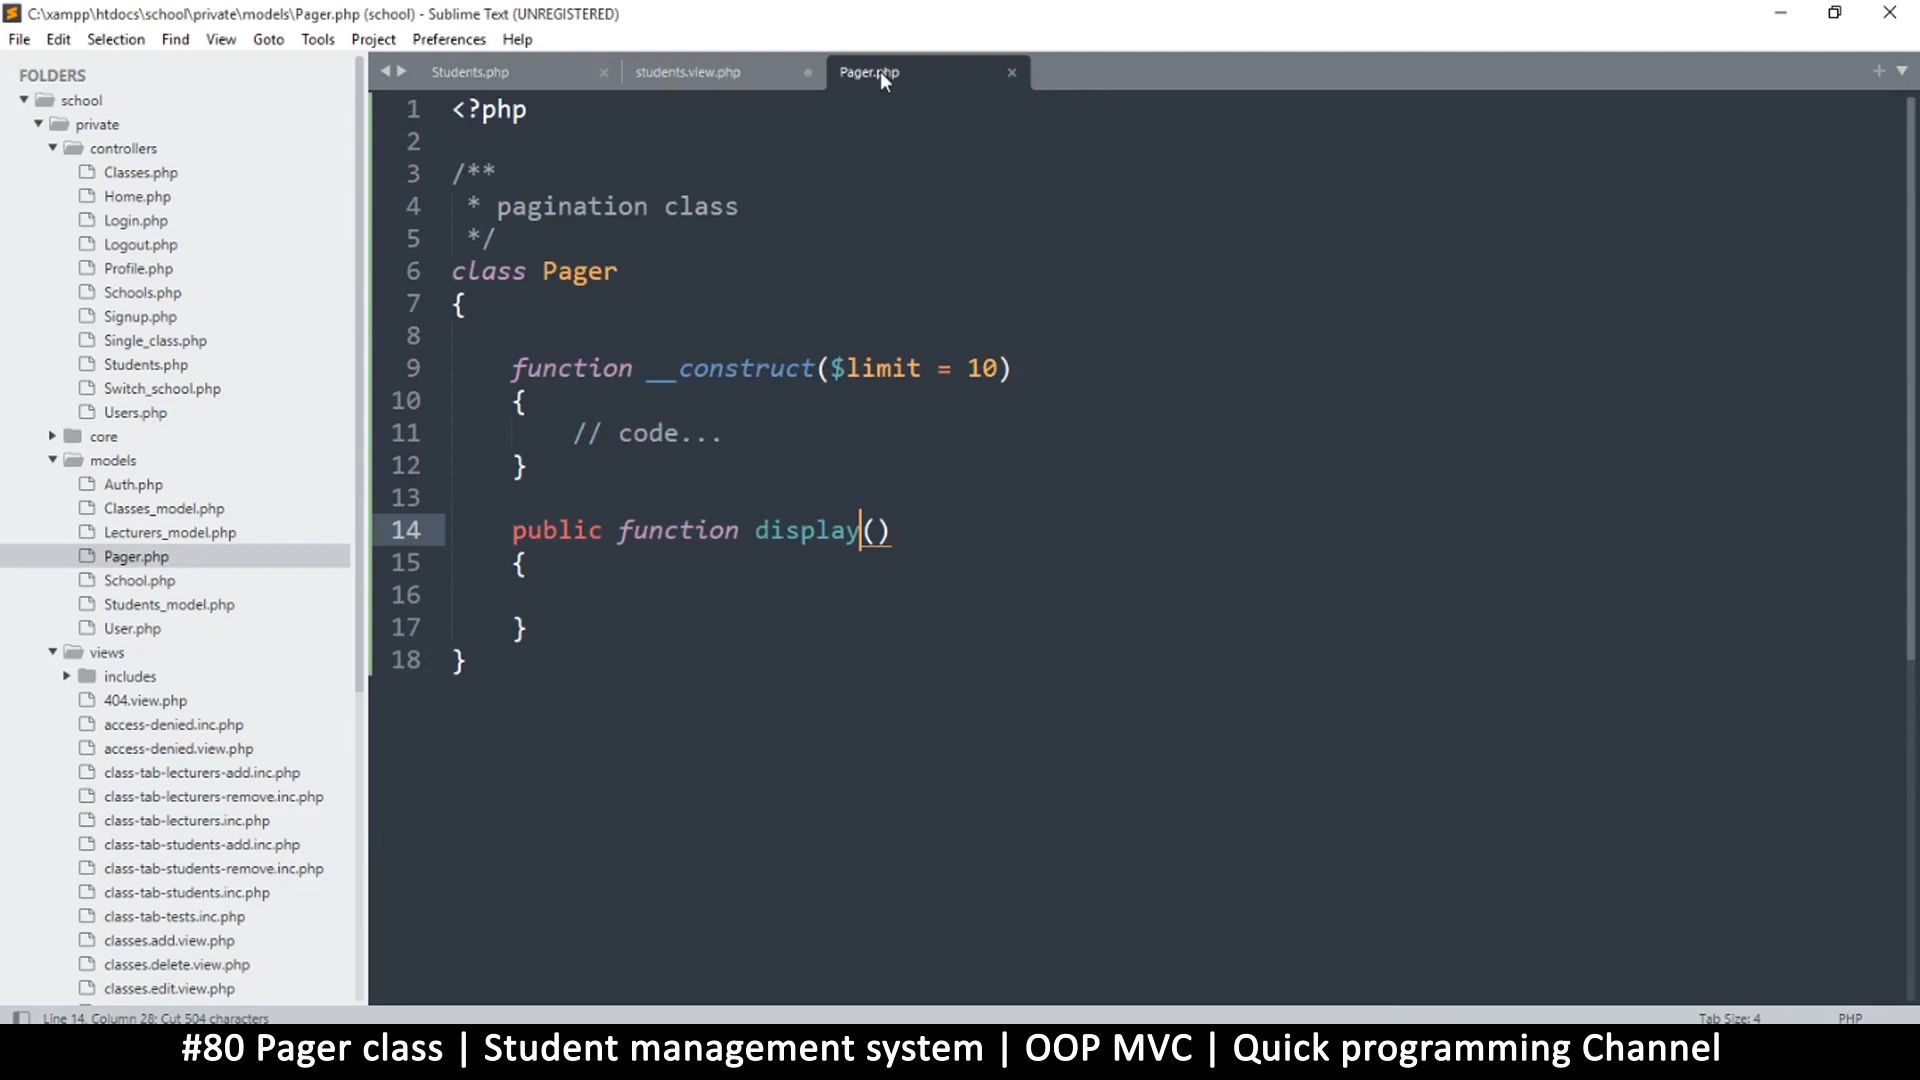 C:\xampp\htdocs\school\private\models\Pager.php (school) - Sublime Text (UNREGISTERED)
File Edit Selection Find View Goto Tools Project Preferences Help
FOLDERS
school
private
controllers
Classes.php
Home.php
Login.php
Logout.php
Profile.php
Schools.php
Signup.php
Single_class.php
Students.php
Switch_school.php
Users.php
core
models
Auth.php
Classes_model.php
Lecturers_model.php
Pager.php
School.php
Students_model.php
User.php
views
includes
404.view.php
access-denied.inc.php
access-denied.view.php
class-tab-lecturers-add.inc.php
class-tab-lecturers-remove.inc.php
class-tab-lecturers.inc.php
class-tab-students-add.inc.php
class-tab-students-remove.inc.php
class-tab-students.inc.php
class-tab-tests.inc.php
classes.add.view.php
classes.delete.view.php
classes.edit.view.php
Students.php students.view.php Pager.php
1 <?php
2
3 /**
4 * pagination class
5 */
6 class Pager
7 {
8
9 function __construct($limit = 10)
10 {
11 // code...
12 }
13
14 public function display()
15 {
16
17 }
18 }
Line 14, Column 28; Cut 504 characters Tab Size: 4 PHP
#80 Pager class | Student management system | OOP MVC | Quick programming Channel